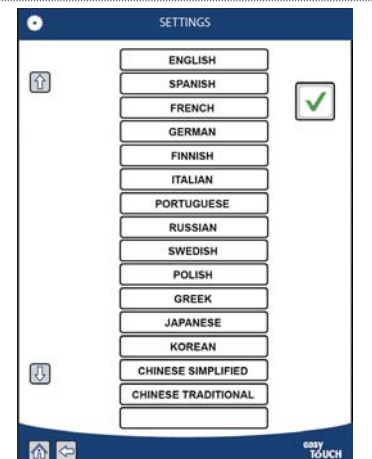 SETTINGS
ENGLISH
SPANISH
FRENCH
GERMAN
FINNISH
ITALIAN
PORTUGUESE
RUSSIAN
SWEDISH
POLISH
GREEK
JAPANESE
KOREAN
CHINESE SIMPLIFIED
CHINESE TRADITIONAL
easy
TOUCH